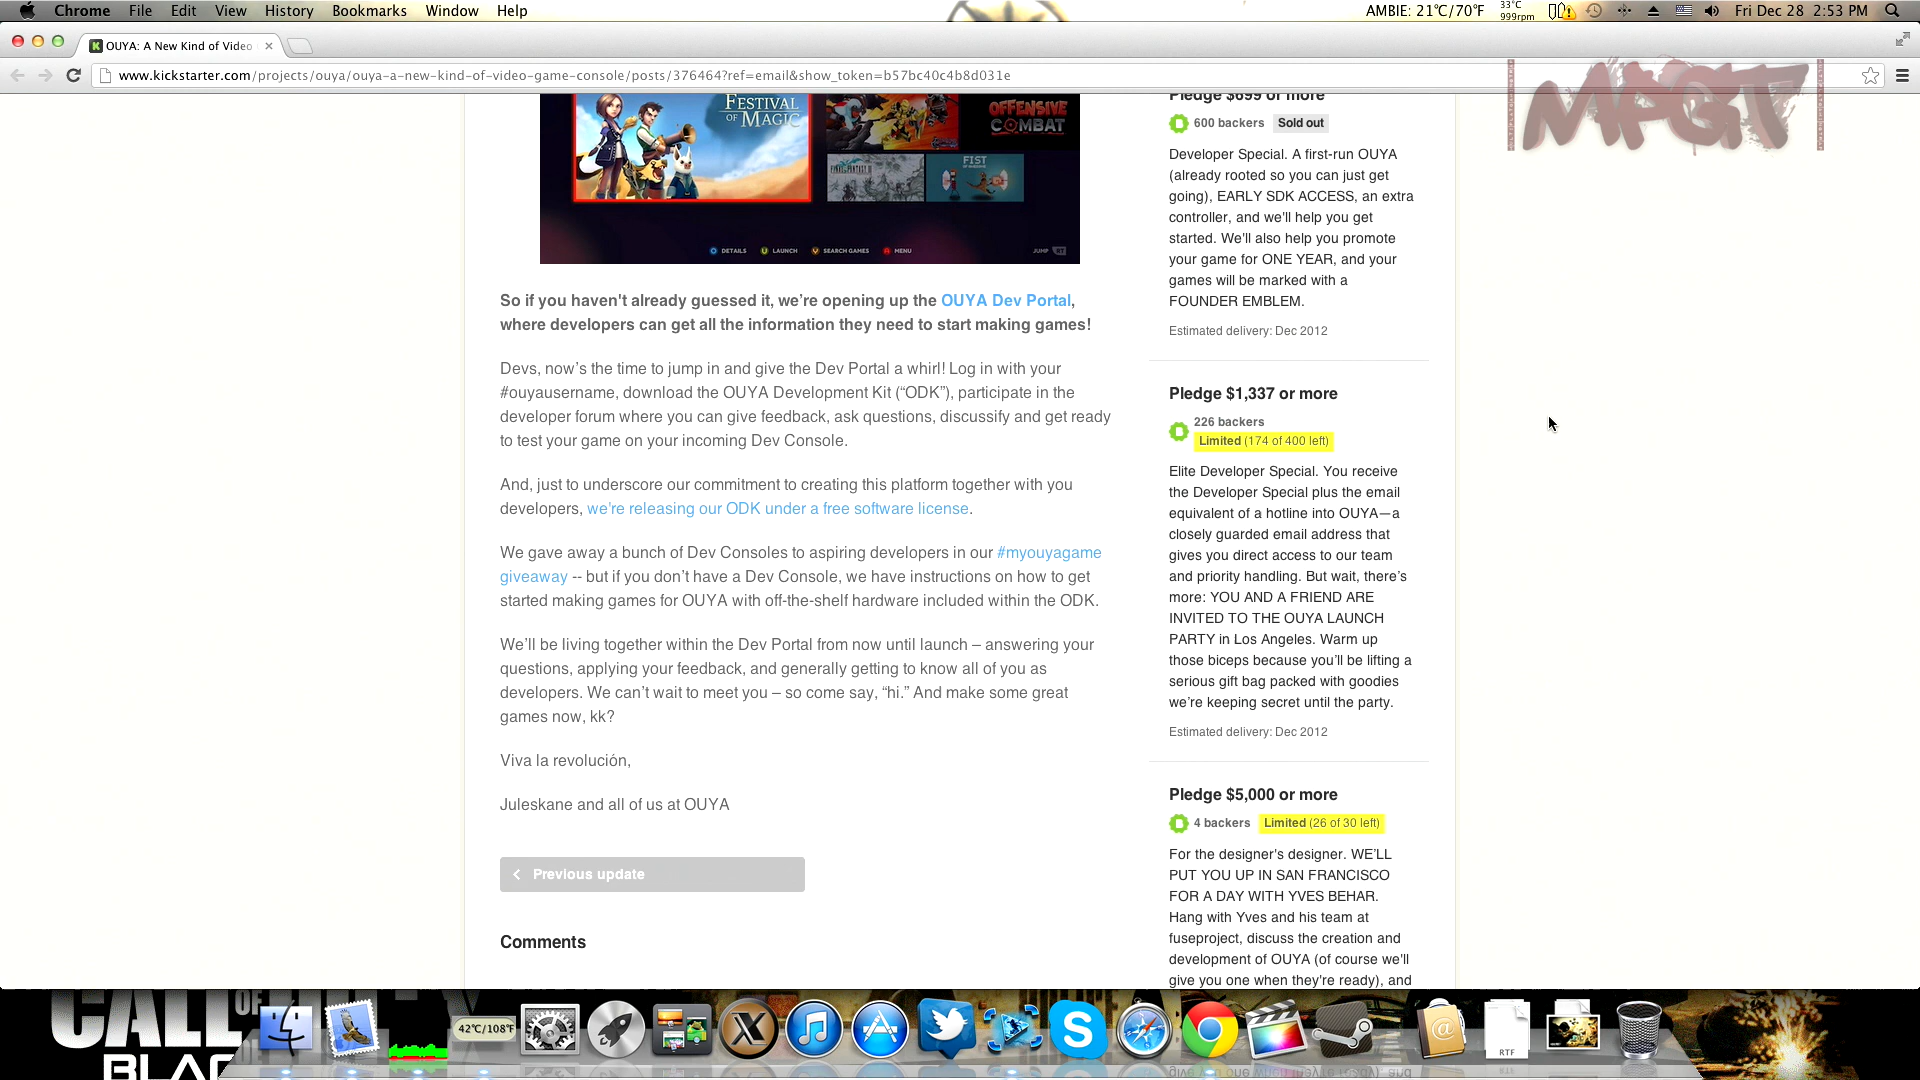 Chrome File Edit View History Bookmarks Window Help
AMBIE: 21°C/70°F 33°C 999rpm Fri Dec 28 2:53 PM
OUYA: A New Kind of Video
www.kickstarter.com/projects/ouya/ouya-a-new-kind-of-video-game-console/posts/376464?ref=email&show_token=b57bc40c4b8d031e
MFGT
FESTIVAL
OF MAGIC
OFFENSIVE
COMBAT
FIST
DETAILS LAUNCH SEARCH GAMES MENU JUMP RT
So if you haven't already guessed it, we’re opening up the OUYA Dev Portal,
where developers can get all the information they need to start making games!
Devs, now’s the time to jump in and give the Dev Portal a whirl! Log in with your
#ouyausername, download the OUYA Development Kit (“ODK”), participate in the
developer forum where you can give feedback, ask questions, discussify and get ready
to test your game on your incoming Dev Console.
And, just to underscore our commitment to creating this platform together with you
developers, we’re releasing our ODK under a free software license.
We gave away a bunch of Dev Consoles to aspiring developers in our #myouyagame
giveaway -- but if you don’t have a Dev Console, we have instructions on how to get
started making games for OUYA with off-the-shelf hardware included within the ODK.
We’ll be living together within the Dev Portal from now until launch – answering your
questions, applying your feedback, and generally getting to know all of you as
developers. We can’t wait to meet you – so come say, “hi.” And make some great
games now, kk?
Viva la revolución,
Juleskane and all of us at OUYA
Previous update
Comments
Pledge $699 or more
600 backers Sold out
Developer Special. A first-run OUYA
(already rooted so you can just get
going), EARLY SDK ACCESS, an extra
controller, and we'll help you get
started. We'll also help you promote
your game for ONE YEAR, and your
games will be marked with a
FOUNDER EMBLEM.
Estimated delivery: Dec 2012
Pledge $1,337 or more
226 backers
Limited (174 of 400 left)
Elite Developer Special. You receive
the Developer Special plus the email
equivalent of a hotline into OUYA—a
closely guarded email address that
gives you direct access to our team
and priority handling. But wait, there’s
more: YOU AND A FRIEND ARE
INVITED TO THE OUYA LAUNCH
PARTY in Los Angeles. Warm up
those biceps because you’ll be lifting a
serious gift bag packed with goodies
we’re keeping secret until the party.
Estimated delivery: Dec 2012
Pledge $5,000 or more
4 backers Limited (26 of 30 left)
For the designer's designer. WE’LL
PUT YOU UP IN SAN FRANCISCO
FOR A DAY WITH YVES BEHAR.
Hang with Yves and his team at
fuseproject, discuss the creation and
development of OUYA (of course we'll
give you one when they're ready), and
CALL OF
BLAC
42°C/108°F
RTF